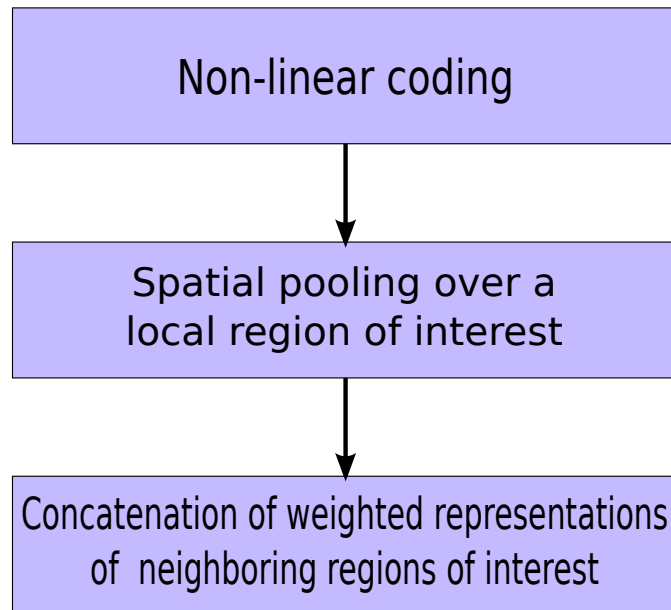 Non-linear coding
Spatial pooling over a
local region of interest
Concatenation of weighted representations
of neighboring regions of interest